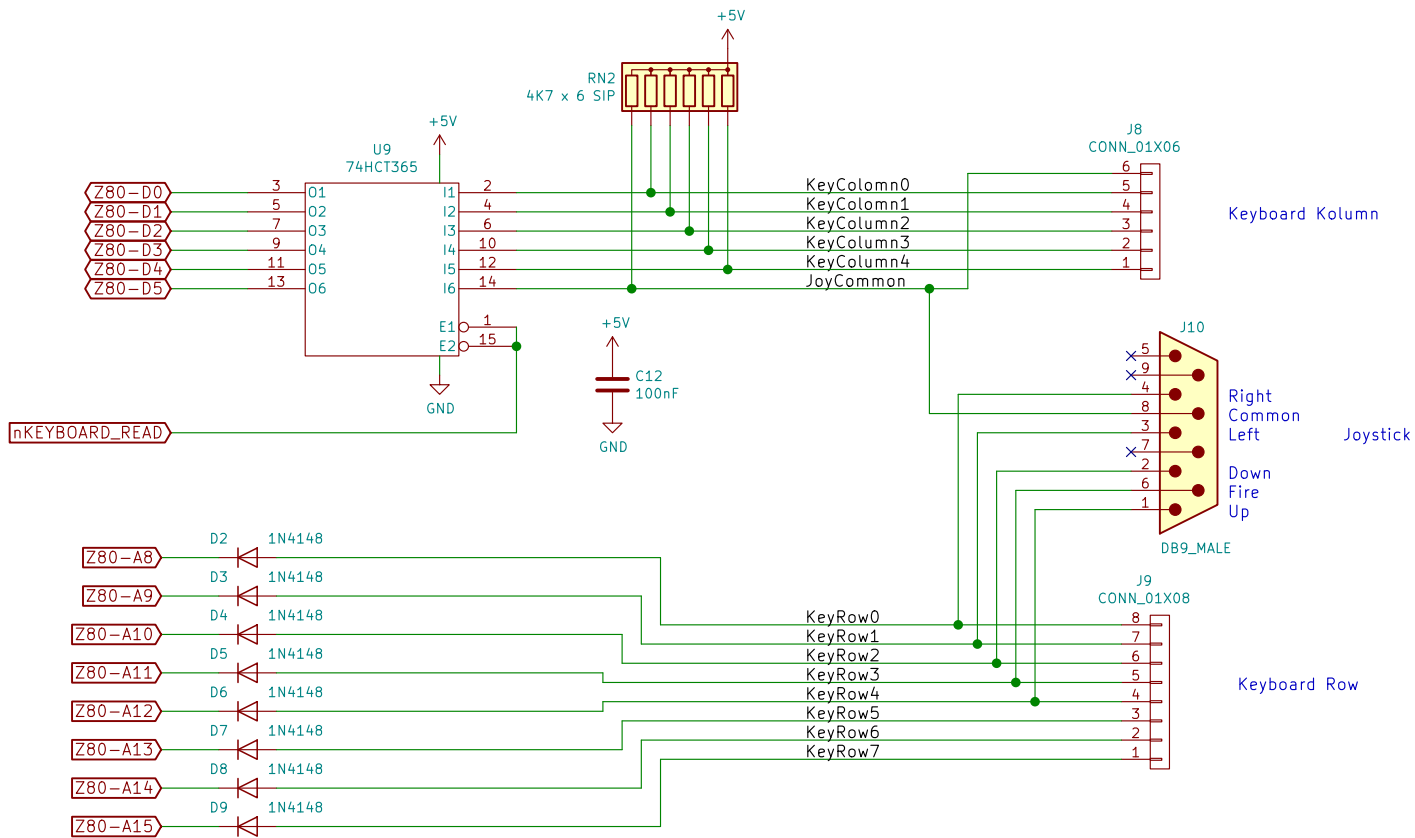 +5V
RN2
4K7 x 6 SIP
+5V
U9
74HCT365
J8
CONN_01X06
Z80-D0 3 O1 I1 2 KeyColomn0
Z80-D1 5 O2 I2 4 KeyColomn1
Z80-D2 7 O3 I3 6 KeyColumn2
Z80-D3 9 O4 I4 10 KeyColumn3
Z80-D4 11 O5 I5 12 KeyColumn4
Z80-D5 13 O6 I6 14 JoyCommon
E1 1
E2 15
6
5
4
3
2
1
Keyboard Kolumn
GND
nKEYBOARD_READ
+5V
C12
100nF
GND
J10
5
9
4 Right
8 Common
3 Left
7
2 Down
6 Fire
1 Up
Joystick
DB9_MALE
Z80-A8 D2 1N4148
Z80-A9 D3 1N4148
Z80-A10 D4 1N4148
Z80-A11 D5 1N4148
Z80-A12 D6 1N4148
Z80-A13 D7 1N4148
Z80-A14 D8 1N4148
Z80-A15 D9 1N4148
J9
CONN_01X08
KeyRow0 8
KeyRow1 7
KeyRow2 6
KeyRow3 5
KeyRow4 4
KeyRow5 3
KeyRow6 2
KeyRow7 1
Keyboard Row